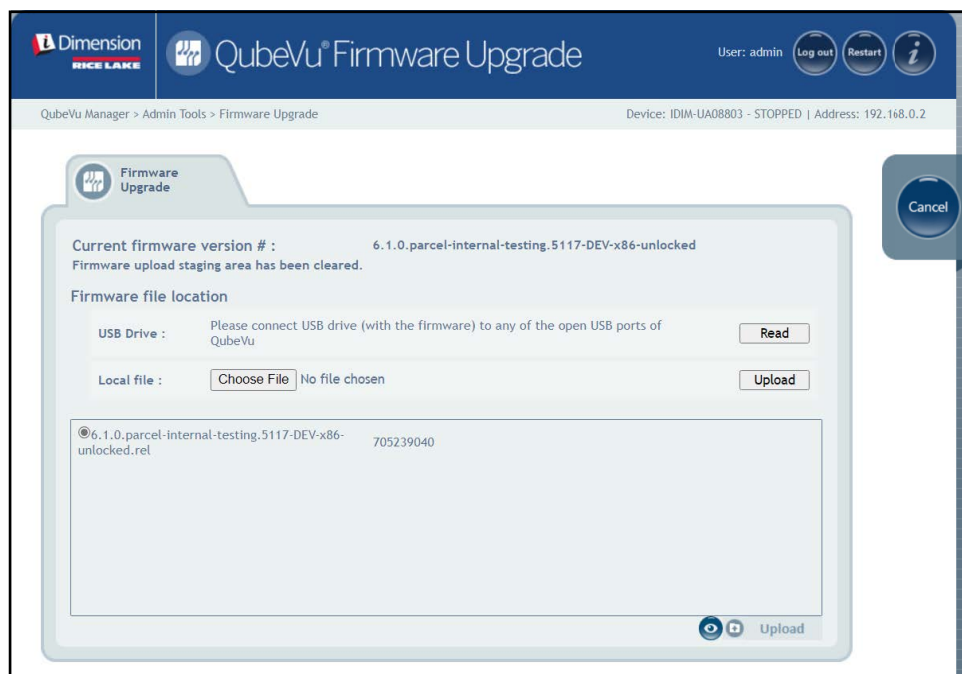 iDimension
RICE LAKE
QubeVu® Firmware Upgrade
User: admin
Log out
Restart
i
QubeVu Manager > Admin Tools > Firmware Upgrade
Device: IDIM-UA08803 - STOPPED | Address: 192.168.0.2
Firmware
Upgrade
Cancel
Current firmware version # : 6.1.0.parcel-internal-testing.5117-DEV-x86-unlocked
Firmware upload staging area has been cleared.
Firmware file location
USB Drive : Please connect USB drive (with the firmware) to any of the open USB ports of
QubeVu
Read
Local file : Choose File No file chosen Upload
6.1.0.parcel-internal-testing.5117-DEV-x86-
unlocked.rel
705239040
Upload